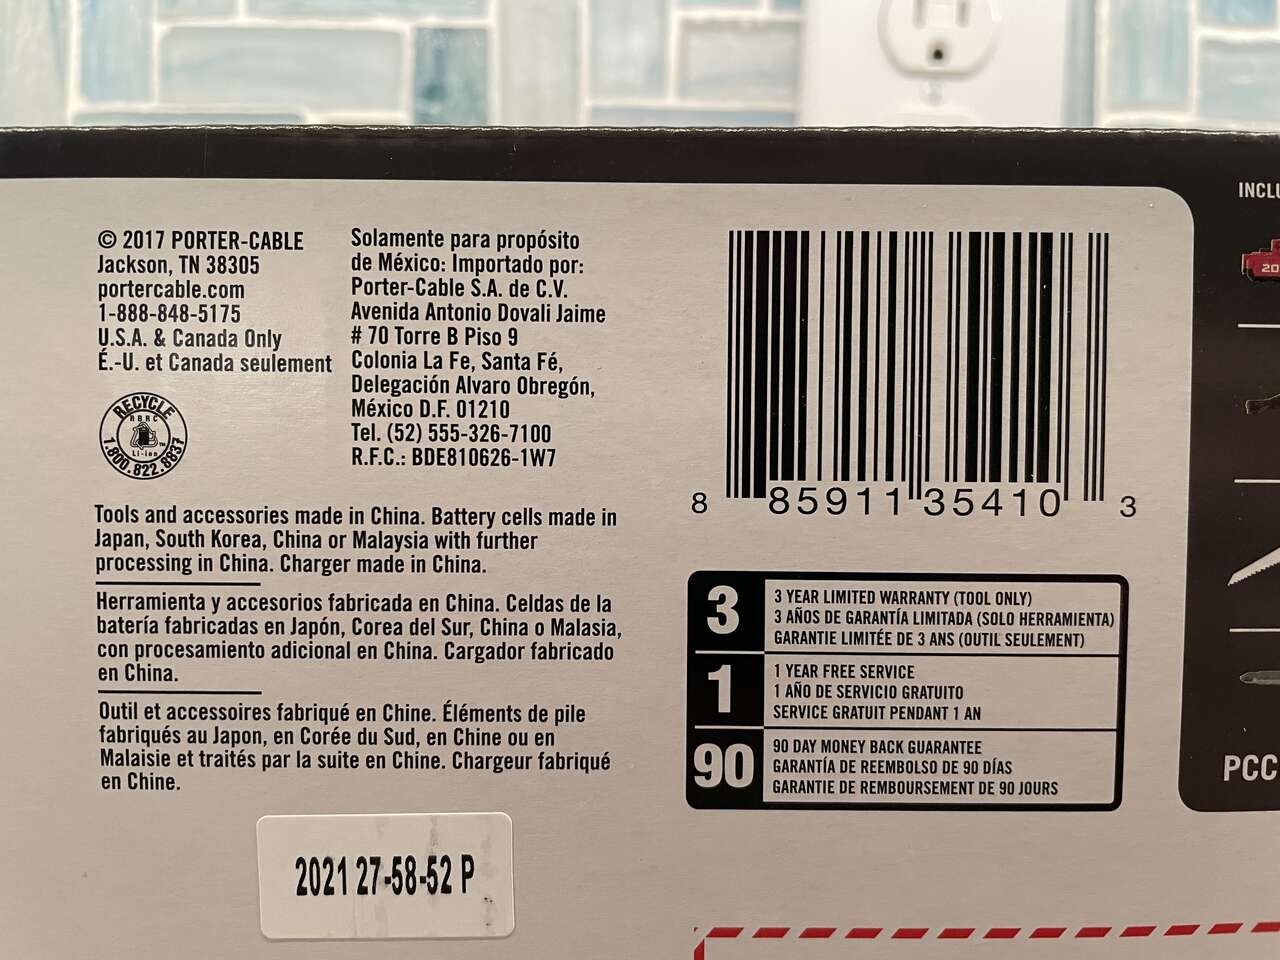 © 2017 PORTER-CABLE
Jackson, TN 38305
portercable.com
1-888-848-5175
U.S.A. & Canada Only
É.-U. et Canada seulement
RECYCLE
RBRC
Li-ion
1.800.822.8837
Solamente para propósito
de México: Importado por:
Porter-Cable S.A. de C.V.
Avenida Antonio Dovali Jaime
# 70 Torre B Piso 9
Colonia La Fe, Santa Fé,
Delegación Alvaro Obregón,
México D.F. 01210
Tel. (52) 555-326-7100
R.F.C.: BDE810626-1W7
Tools and accessories made in China. Battery cells made in
Japan, South Korea, China or Malaysia with further
processing in China. Charger made in China.
Herramienta y accesorios fabricada en China. Celdas de la
batería fabricadas en Japón, Corea del Sur, China o Malasia,
con procesamiento adicional en China. Cargador fabricado
en China.
Outil et accessoires fabriqué en Chine. Éléments de pile
fabriqués au Japon, en Corée du Sud, en Chine ou en
Malaisie et traités par la suite en Chine. Chargeur fabriqué
en Chine.
2021 27-58-52 P
8 85911 35410 3
3
3 YEAR LIMITED WARRANTY (TOOL ONLY)
3 AÑOS DE GARANTÍA LIMITADA (SOLO HERRAMIENTA)
GARANTIE LIMITÉE DE 3 ANS (OUTIL SEULEMENT)
1
1 YEAR FREE SERVICE
1 AÑO DE SERVICIO GRATUITO
SERVICE GRATUIT PENDANT 1 AN
90
90 DAY MONEY BACK GUARANTEE
GARANTÍA DE REEMBOLSO DE 90 DÍAS
GARANTIE DE REMBOURSEMENT DE 90 JOURS
INCLU
20
PCC